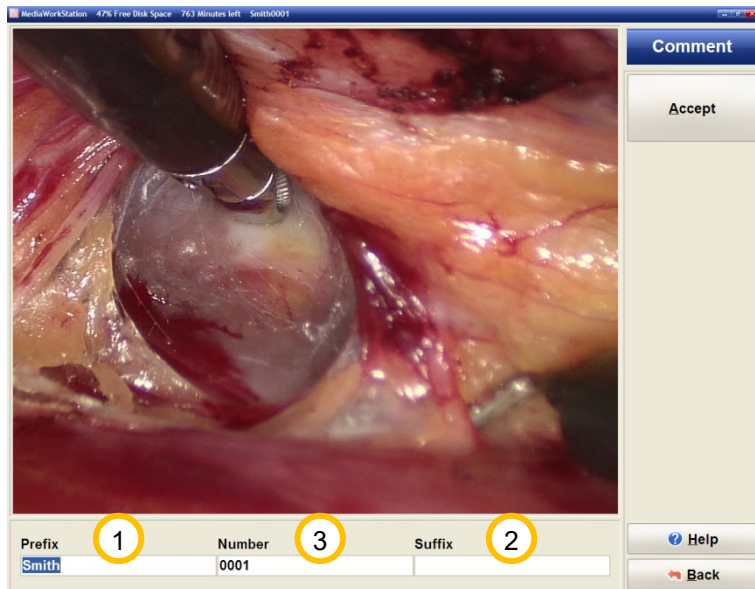 MediaWorkStation 47% Free Disk Space 763 Minutes left Smith0001
Comment
Accept
Prefix 1 Number 3 Suffix 2
Smith 0001
Help
Back